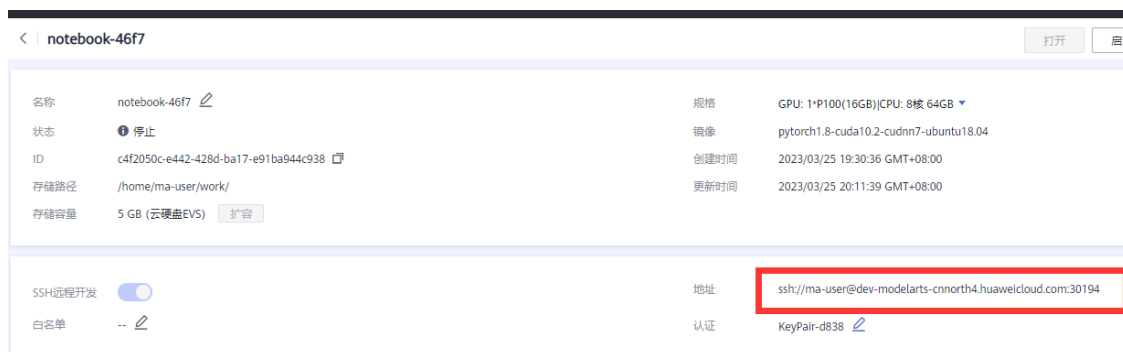 notebook-46f7
打开
启
名称 notebook-46f7
规格 GPU: 1*P100(16GB)|CPU: 8核 64GB
状态 停止
镜像 pytorch1.8-cuda10.2-cudnn7-ubuntu18.04
ID c4f2050c-e442-428d-ba17-e91ba944c938
创建时间 2023/03/25 19:30:36 GMT+08:00
存储路径 /home/ma-user/work/
更新时间 2023/03/25 20:11:39 GMT+08:00
存储容量 5 GB (云硬盘EVS) 扩容
SSH远程开发
地址 ssh://ma-user@dev-modelarts-cnnorth4.huaweicloud.com:30194
白名单 --
认证 KeyPair-d838